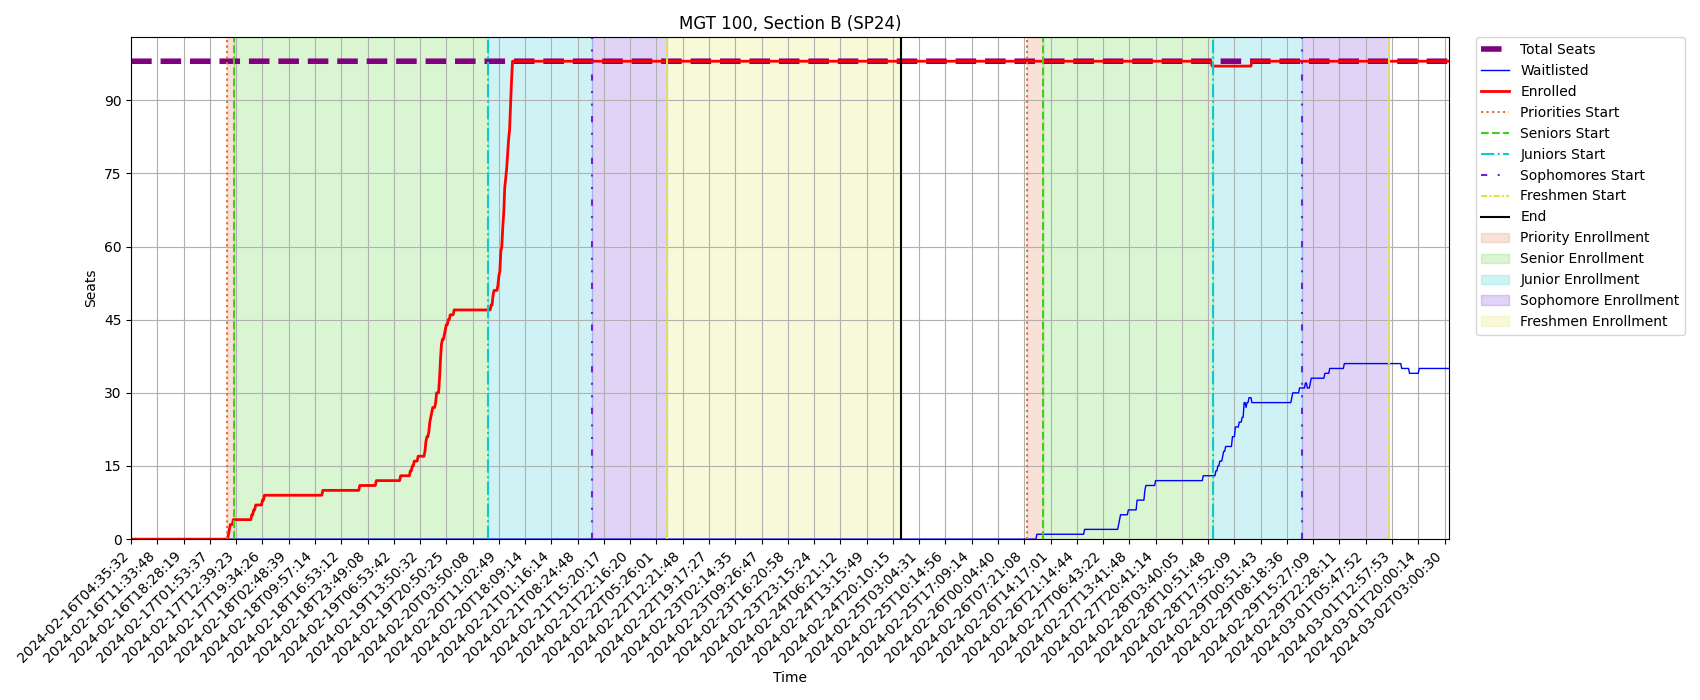 MGT 100, Section B (SP24)
Total Seats
Waitlisted
Enrolled
Priorities Start
Seniors Start
Juniors Start
Sophomores Start
Freshmen Start
End
Priority Enrollment
Senior Enrollment
Junior Enrollment
Sophomore Enrollment
Freshmen Enrollment
Seats
90
75
60
45
30
15
0
2024-02-16T04:35:32
2024-02-16T11:33:48
2024-02-16T18:28:19
2024-02-17T01:53:37
2024-02-17T12:39:23
2024-02-17T19:34:26
2024-02-18T02:48:39
2024-02-18T09:57:14
2024-02-18T16:53:12
2024-02-18T23:49:08
2024-02-19T06:53:42
2024-02-19T13:50:32
2024-02-19T20:50:25
2024-02-20T03:50:08
2024-02-20T11:02:49
2024-02-20T18:09:14
2024-02-21T01:16:14
2024-02-21T08:24:48
2024-02-21T15:20:17
2024-02-21T22:16:20
2024-02-22T05:26:01
2024-02-22T12:21:48
2024-02-22T19:17:27
2024-02-23T02:14:35
2024-02-23T09:26:47
2024-02-23T16:20:58
2024-02-23T23:15:24
2024-02-24T06:21:12
2024-02-24T13:15:49
2024-02-24T20:10:15
2024-02-25T03:04:31
2024-02-25T10:14:56
2024-02-25T17:09:14
2024-02-26T00:04:40
2024-02-26T07:21:08
2024-02-26T14:17:01
2024-02-26T21:14:44
2024-02-27T06:43:22
2024-02-27T13:41:48
2024-02-27T20:41:14
2024-02-28T03:40:05
2024-02-28T10:51:48
2024-02-28T17:52:09
2024-02-29T00:51:43
2024-02-29T08:18:36
2024-02-29T15:27:09
2024-02-29T22:28:11
2024-03-01T05:47:52
2024-03-01T12:57:53
2024-03-01T20:00:14
2024-03-02T03:00:30
Time